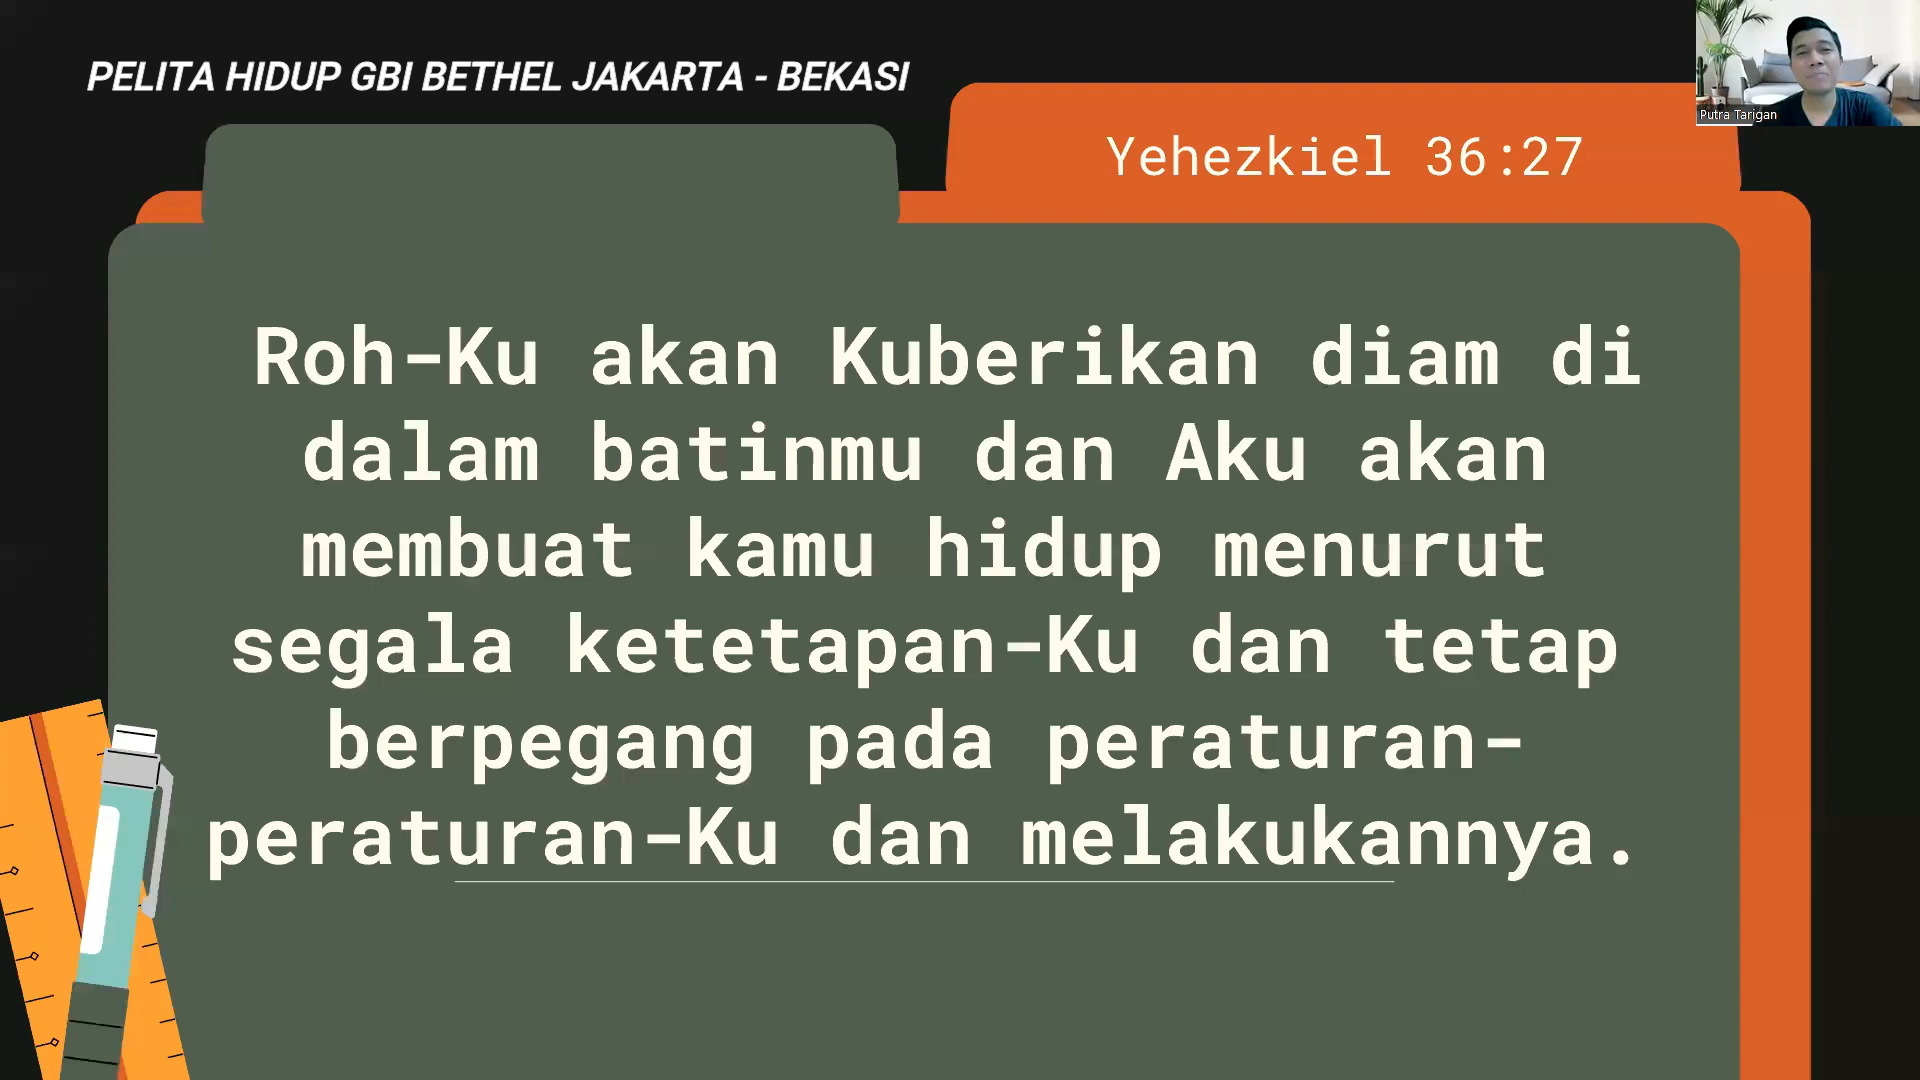 PELITA HIDUP GBI BETHEL JAKARTA - BEKASI
Yehezkiel 36:27
Putra Tarigan
Roh-Ku akan Kuberikan diam di
dalam batinmu dan Aku akan
membuat kamu hidup menurut
segala ketetapan-Ku dan tetap
berpegang pada peraturan-
peraturan-Ku dan melakukannya.